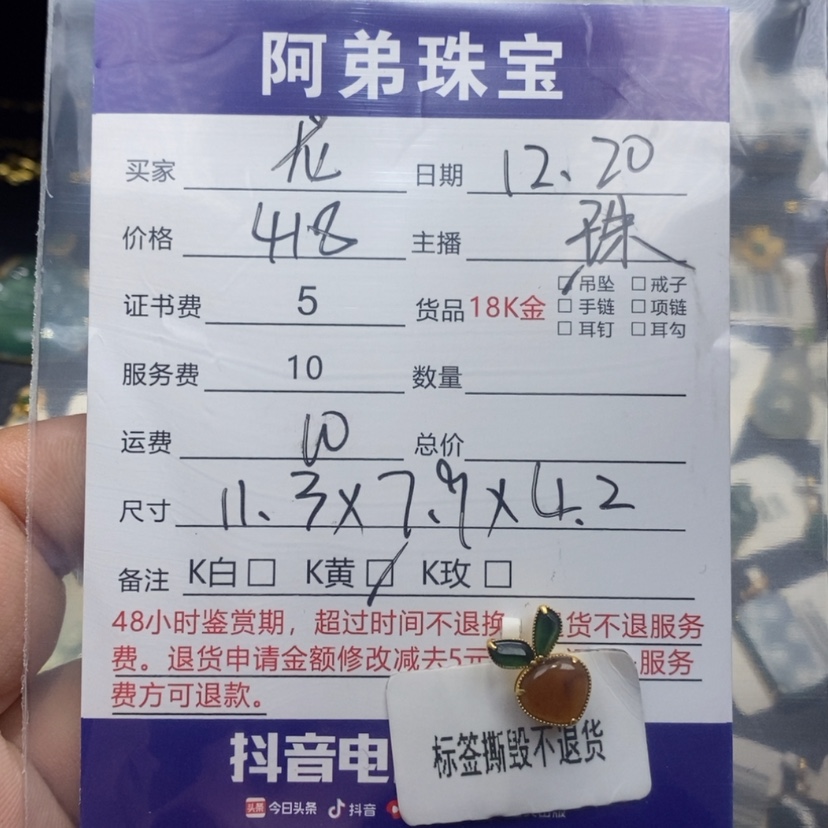 阿弟珠宝
买家 龙 日期 12.20
价格 418 主播 珠
证书费 5 货品 18K金 □吊坠 □戒子
□手链 □项链
□耳钉 □耳勾
服务费 10 数量
运费 10 总价
尺寸 11.3×7.9×4.2
备注 K白□ K黄□ K玫□
48小时鉴赏期，超过时间不退换 货不退服务
费。退货申请金额修改减去5元 服务
费方可退款。
标签撕毁不退货
抖音电
头条 今日头条 抖音